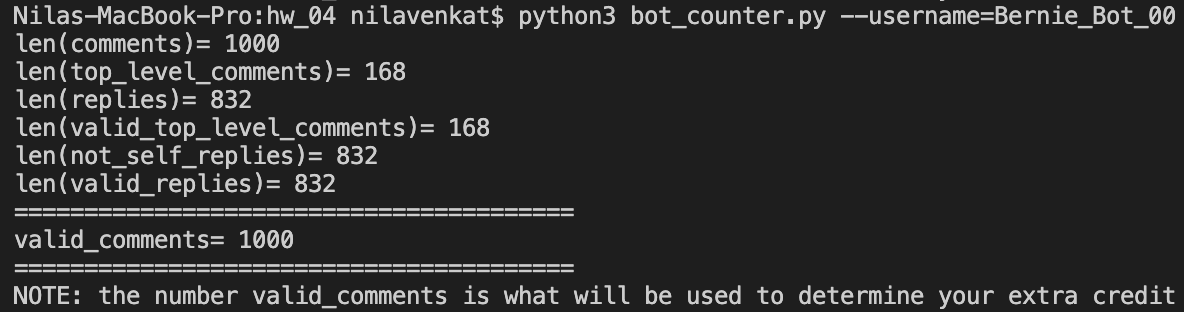 Nilas-MacBook-Pro:hw_04 nilavenkat$ python3 bot_counter.py --username=Bernie_Bot_00
len(comments)= 1000
len(top_level_comments)= 168
len(replies)= 832
len(valid_top_level_comments)= 168
len(not_self_replies)= 832
len(valid_replies)= 832
========================================
valid_comments= 1000
========================================
NOTE: the number valid_comments is what will be used to determine your extra credit